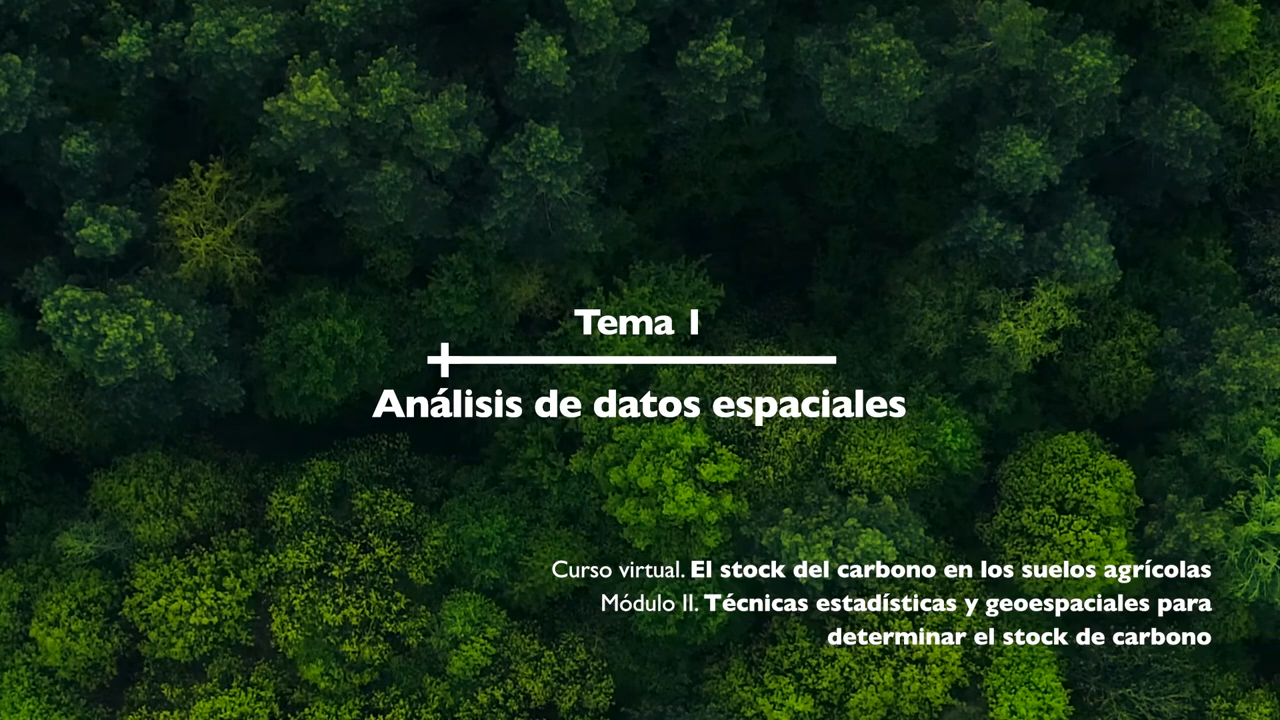 Tema 1
Análisis de datos espaciales
Curso virtual. El stock del carbono en los suelos agrícolas
Módulo II. Técnicas estadísticas y geoespaciales para
determinar el stock de carbono